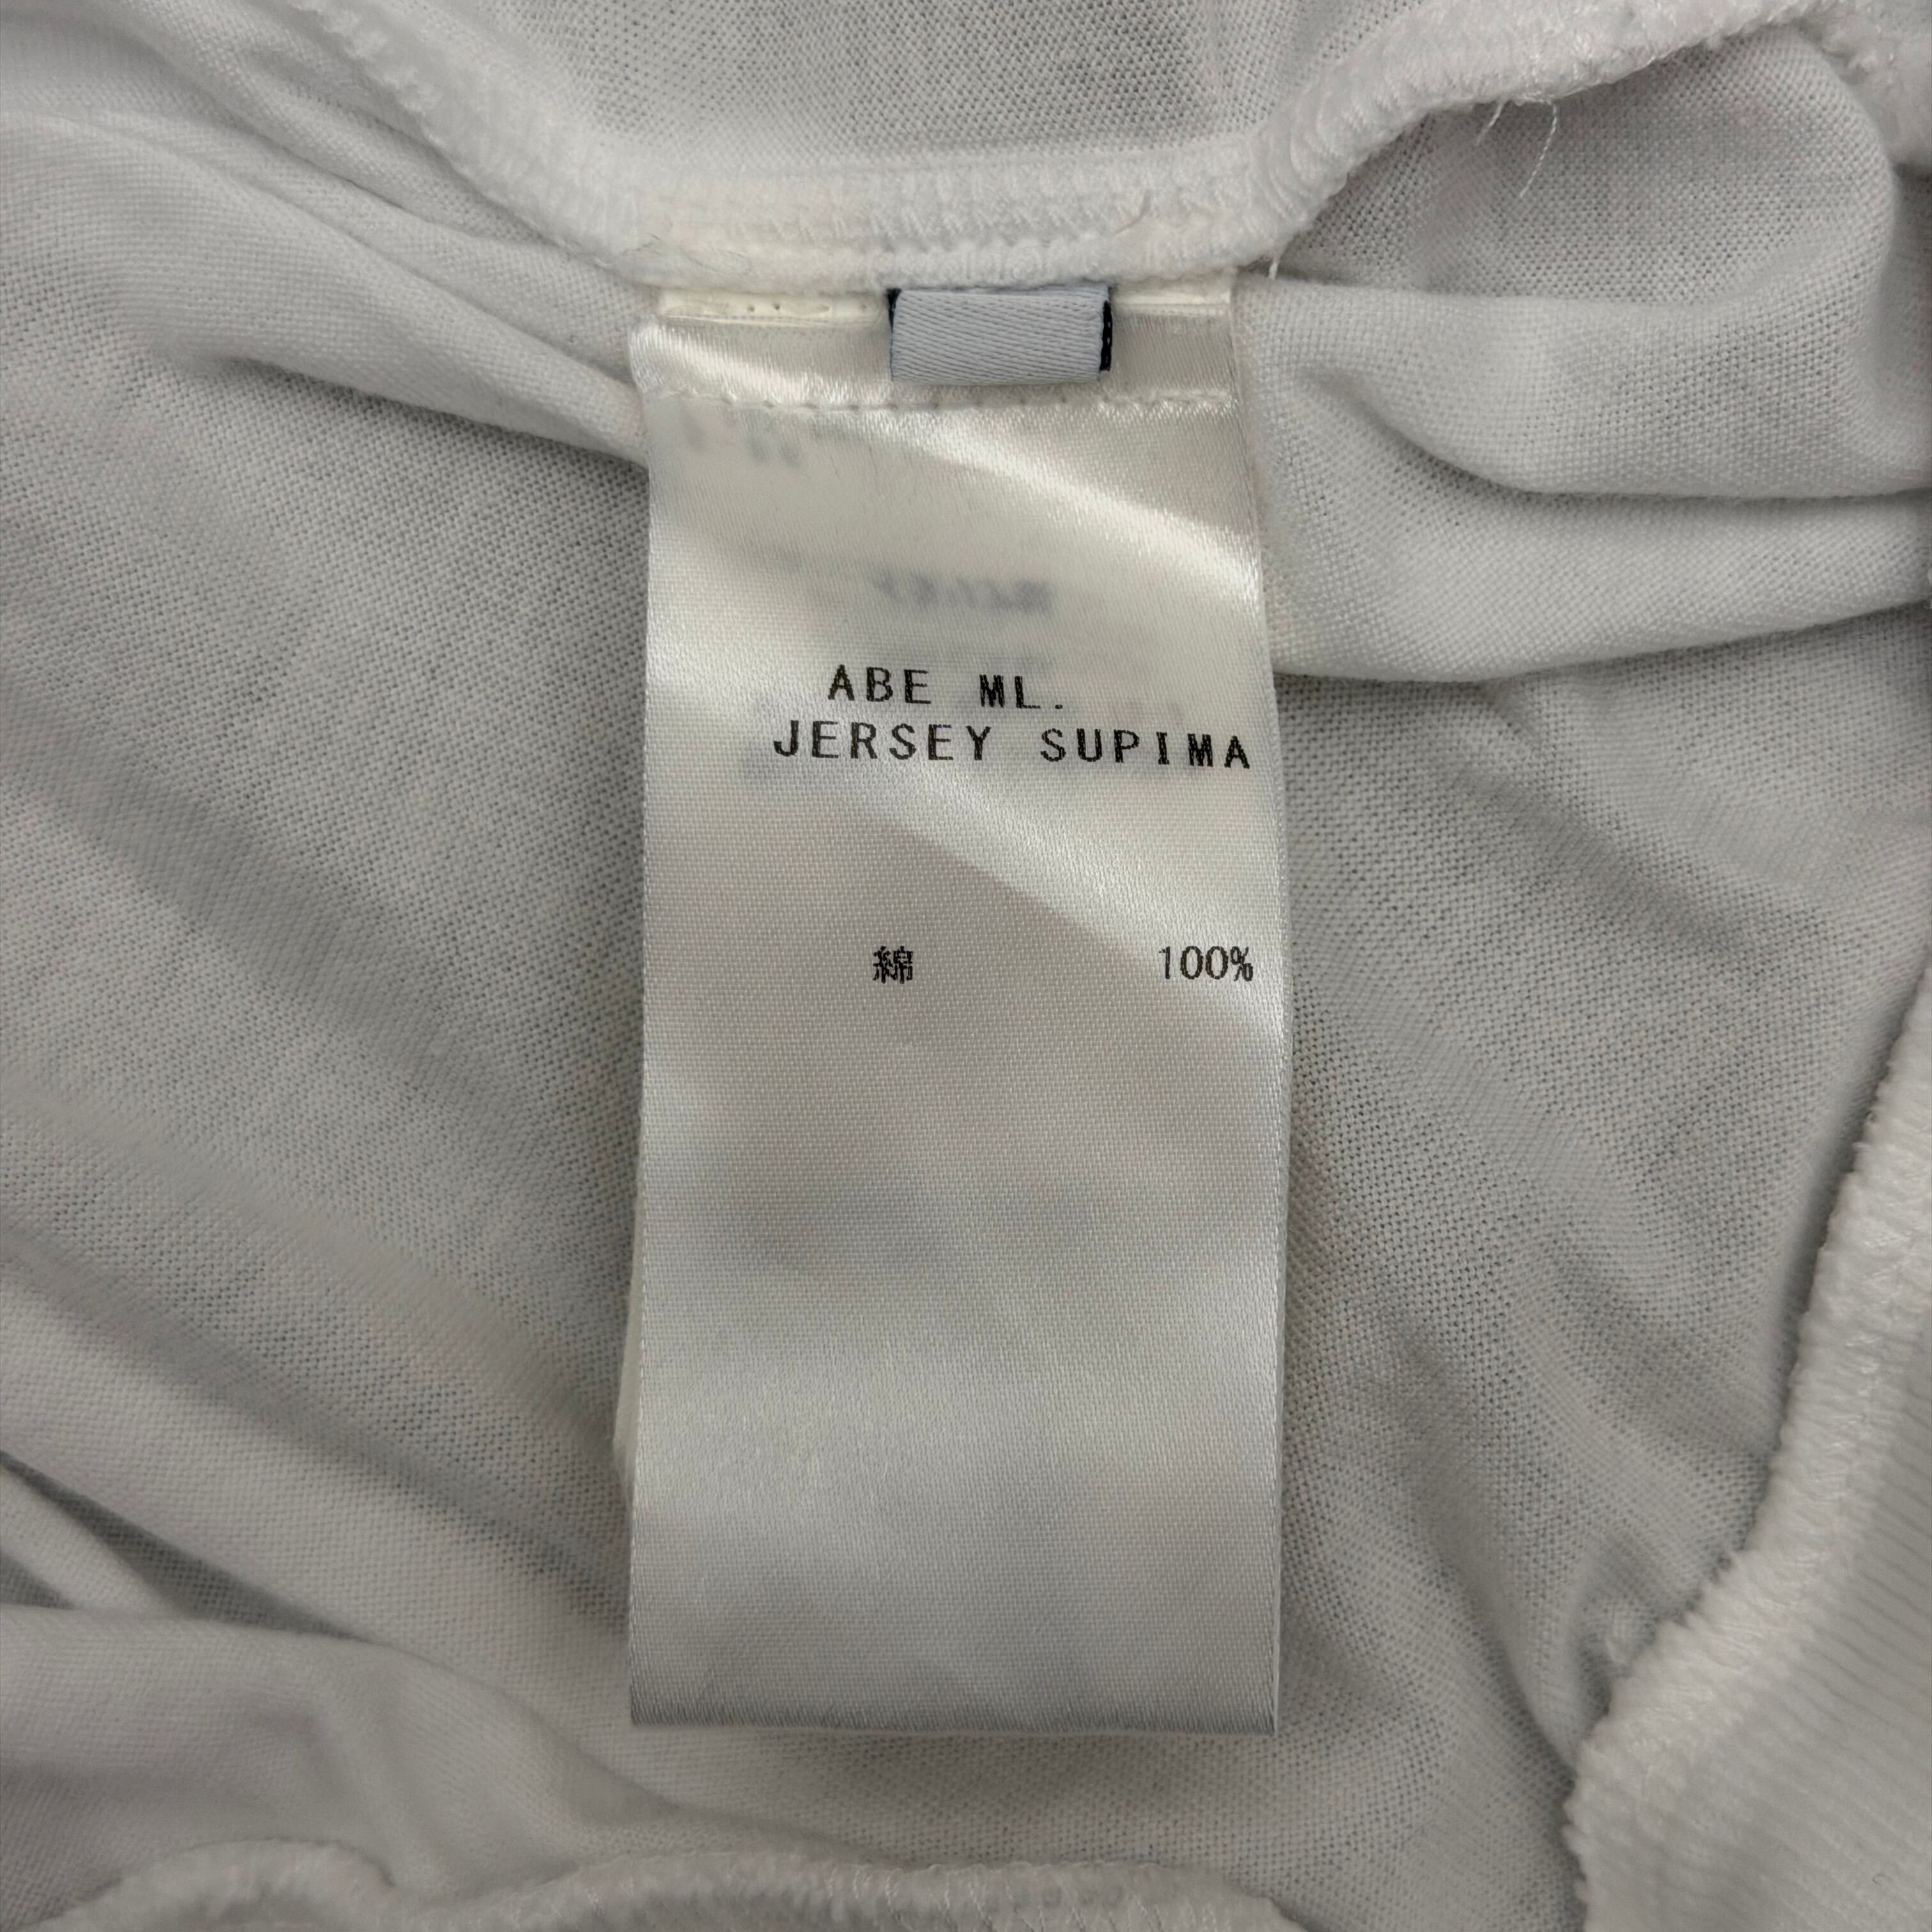 ABE ML.
JERSEY SUPIMA
綿 100%